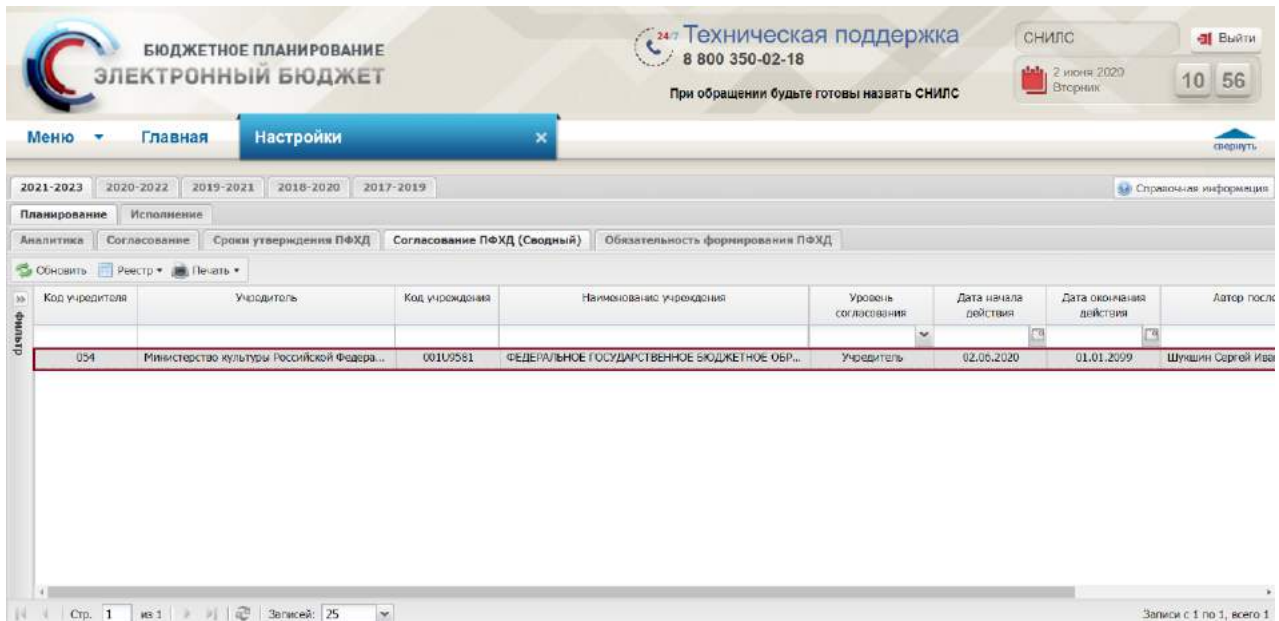 БЮДЖЕТНОЕ ПЛАНИРОВАНИЕ
ЭЛЕКТРОННЫЙ БЮДЖЕТ
24/7 Техническая поддержка
8 800 350-02-18
При обращении будьте готовы назвать СНИЛС
СНИЛС
Выйти
2 июня 2020
Вторник
10 56
Меню Главная Настройки
свернуть
2021-2023 2020-2022 2019-2021 2018-2020 2017-2019 Справочная информация
Планирование Исполнение
Аналитика Согласование Сроки утверждения ПФХД Согласование ПФХД (Сводный) Обязательность формирования ПФХД
Обновить Реестр Печать
Фильтр
Код учредителя Учредитель Код учреждения Наименование учреждения Уровень согласования Дата начала действия Дата окончания действия Автор после
054 Министерство культуры Российской Федера... 001U9581 ФЕДЕРАЛЬНОЕ ГОСУДАРСТВЕННОЕ БЮДЖЕТНОЕ ОБР... Учредитель 02.06.2020 01.01.2099 Шукшин Сергей Ива
Стр. 1 из 1 Записей: 25 Записи с 1 по 1, всего 1